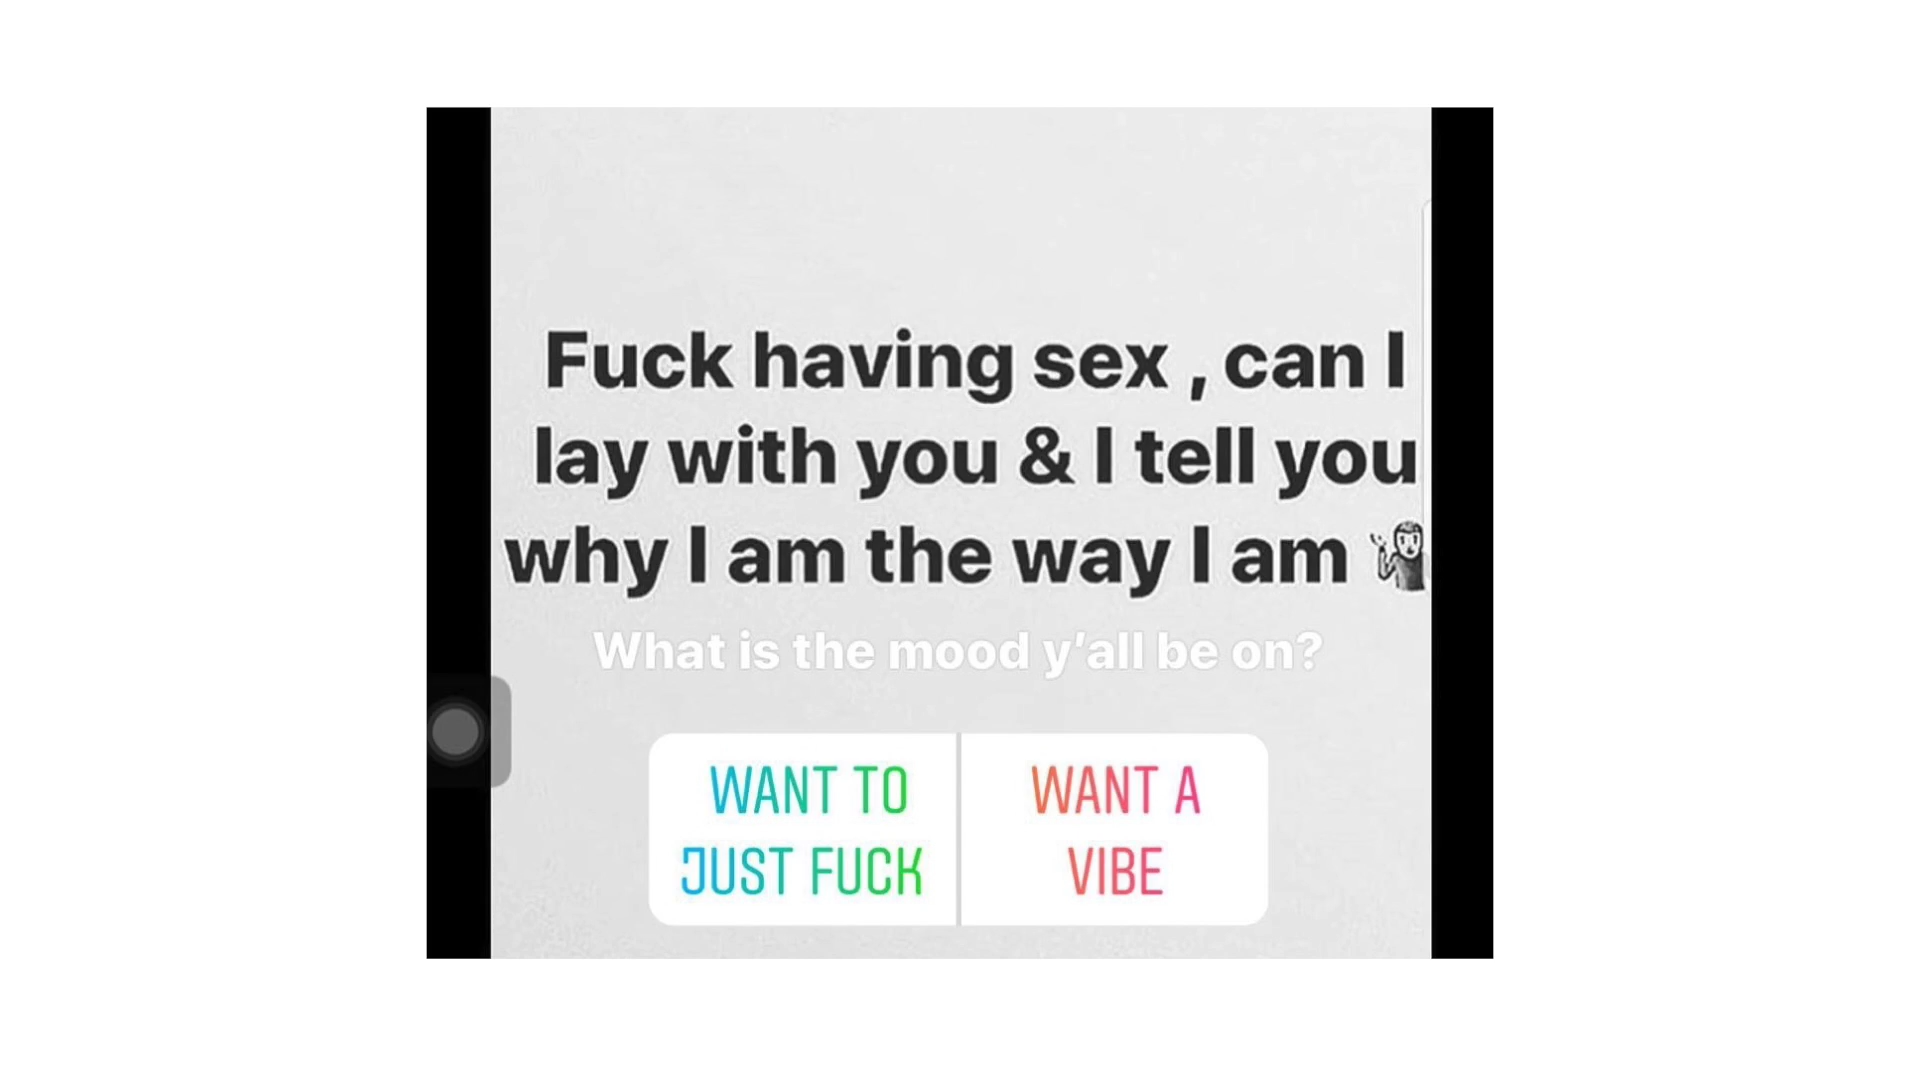 Fuck having sex , can I
lay with you & I tell you
why I am the way I am 🤷‍♂️
What is the mood y'all be on?
WANT TO
JUST FUCK
WANT A
VIBE